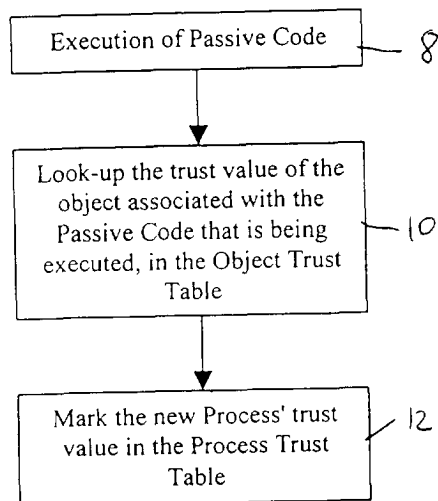 Execution of Passive Code
8
Look-up the trust value of the
object associated with the
Passive Code that is being
executed, in the Object Trust
Table
10
Mark the new Process' trust
value in the Process Trust
Table
12